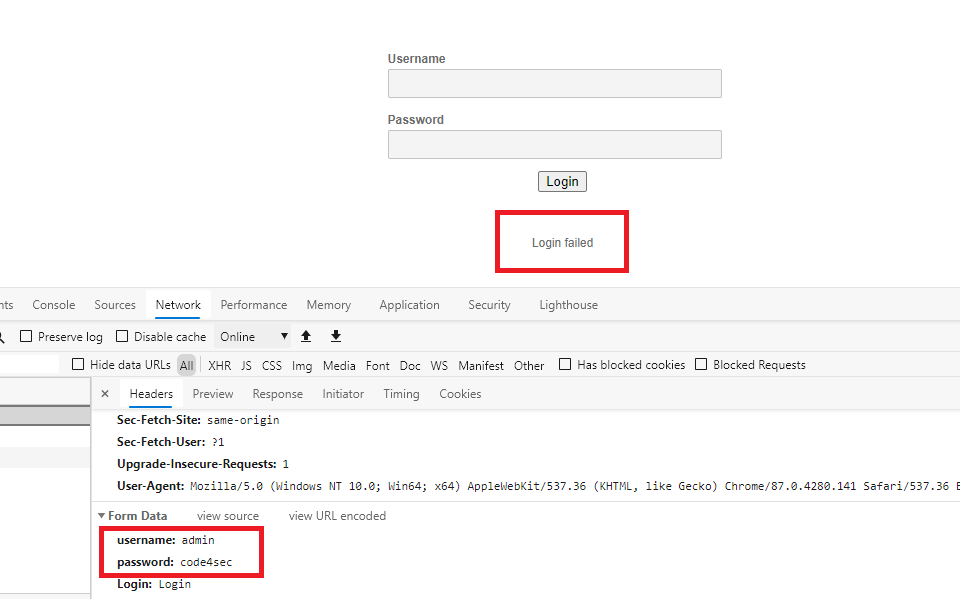 Username
Password
Login
Login failed
nts Console Sources Network Performance Memory Application Security Lighthouse
Preserve log Disable cache Online
Hide data URLs All XHR JS CSS Img Media Font Doc WS Manifest Other Has blocked cookies Blocked Requests
× Headers Preview Response Initiator Timing Cookies
Sec-Fetch-Site: same-origin
Sec-Fetch-User: ?1
Upgrade-Insecure-Requests: 1
User-Agent: Mozilla/5.0 (Windows NT 10.0; Win64; x64) AppleWebKit/537.36 (KHTML, like Gecko) Chrome/87.0.4280.141 Safari/537.36 E
Form Data view source view URL encoded
username: admin
password: code4sec
Login: Login